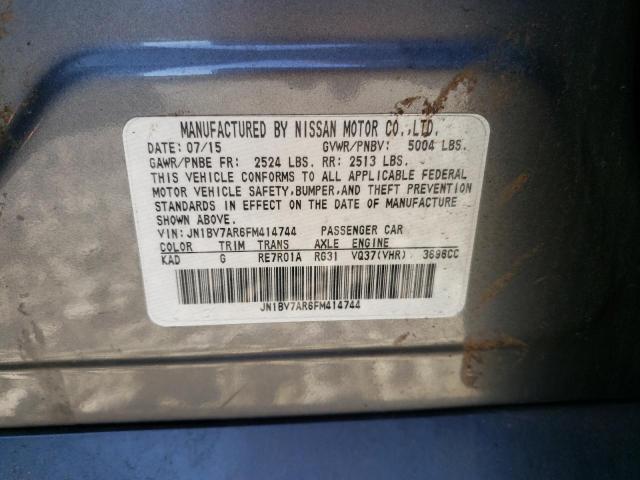 MANUFACTURED BY NISSAN MOTOR CO.,LTD.
DATE: 07/15 GVWR/PNBV: 5004 LBS.
GAWR/PNBE FR: 2524 LBS. RR: 2513 LBS.
THIS VEHICLE CONFORMS TO ALL APPLICABLE FEDERAL
MOTOR VEHICLE SAFETY,BUMPER,AND THEFT PREVENTION
STANDARDS IN EFFECT ON THE DATE OF MANUFACTURE
SHOWN ABOVE.
VIN:JN1BV7AR6FM414744 PASSENGER CAR
COLOR TRIM TRANS AXLE ENGINE
KAD G RE7R01A RG31 VQ37(VHR) 3696CC
JN1BV7AR6FM414744